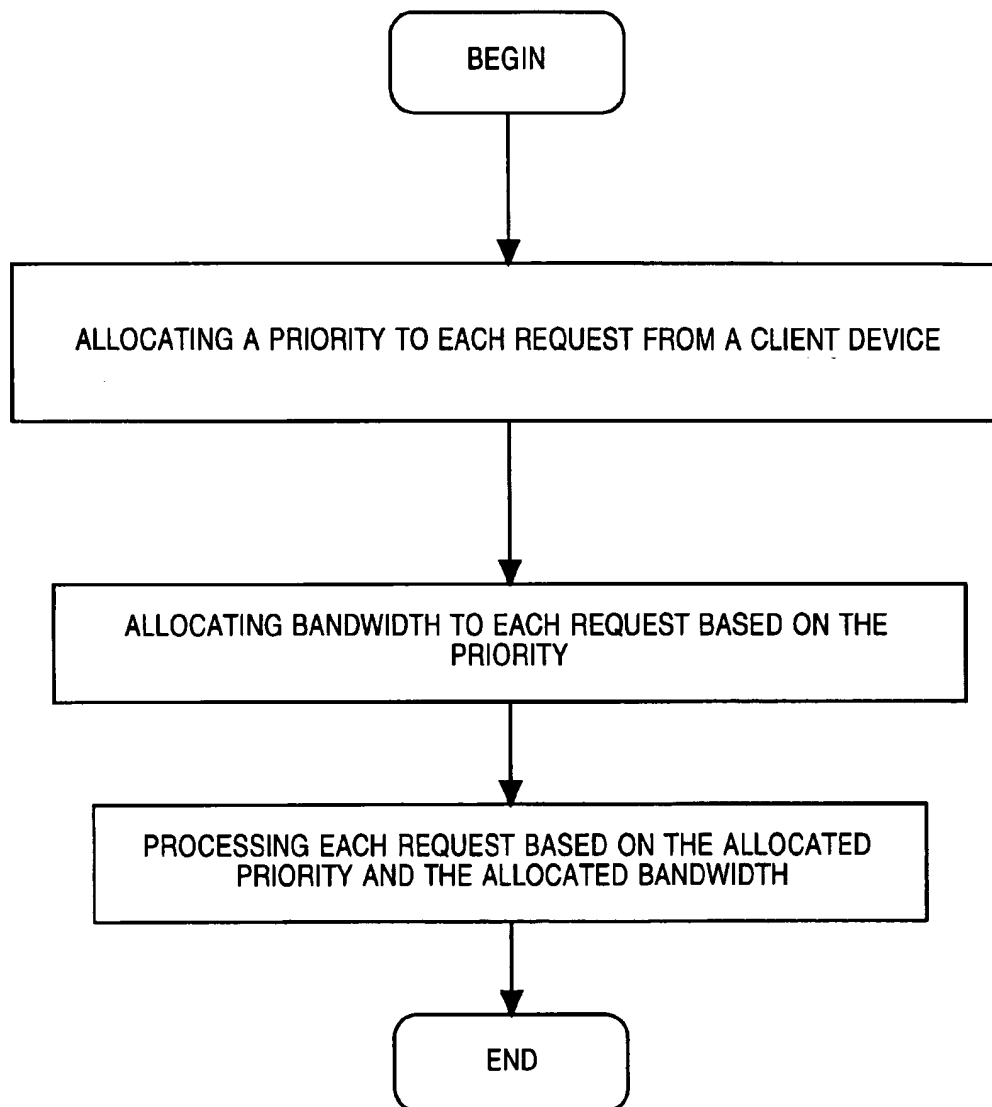 BEGIN
ALLOCATING A PRIORITY TO EACH REQUEST FROM A CLIENT DEVICE
ALLOCATING BANDWIDTH TO EACH REQUEST BASED ON THE
PRIORITY
PROCESSING EACH REQUEST BASED ON THE ALLOCATED
PRIORITY AND THE ALLOCATED BANDWIDTH
END